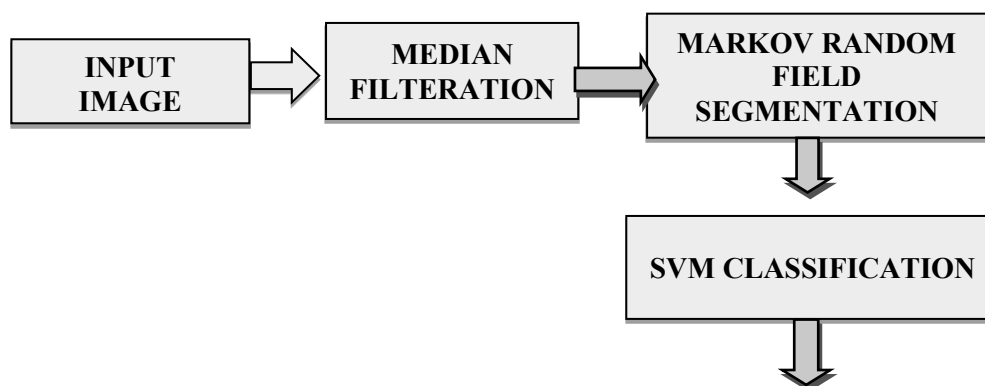 INPUT
IMAGE
MEDIAN
FILTERATION
MARKOV RANDOM
FIELD
SEGMENTATION
SVM CLASSIFICATION